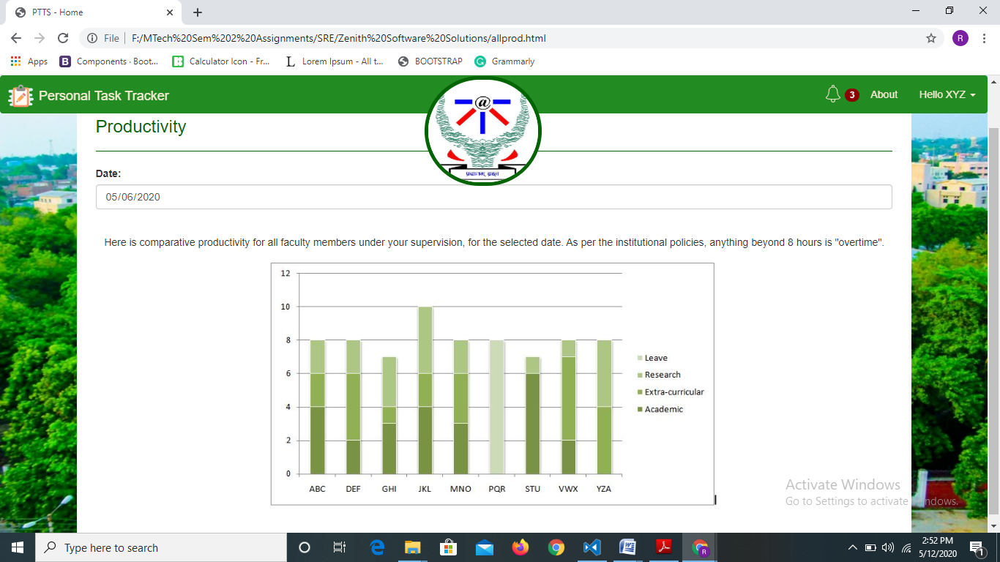 PTTS - Home
File
F:/MTech%20Sem%202%20Assignments/SRE/Zenith%20Software%20Solutions/allprod.html
R
Apps
Components · Boot...
Calculator Icon - Fr...
Lorem Ipsum - All t...
BOOTSTRAP
Grammarly
Personal Task Tracker
3
About
Hello XYZ
@
Productivity
Date:
05/06/2020
Here is comparative productivity for all faculty members under your supervision, for the selected date. As per the institutional policies, anything beyond 8 hours is "overtime".
12
10
8
6
4
2
0
ABC DEF GHI JKL MNO PQR STU VWX YZA
Leave
Research
Extra-curricular
Academic
Activate Windows
Go to Settings to activate Windows.
Type here to search
2:52 PM
5/12/2020
1